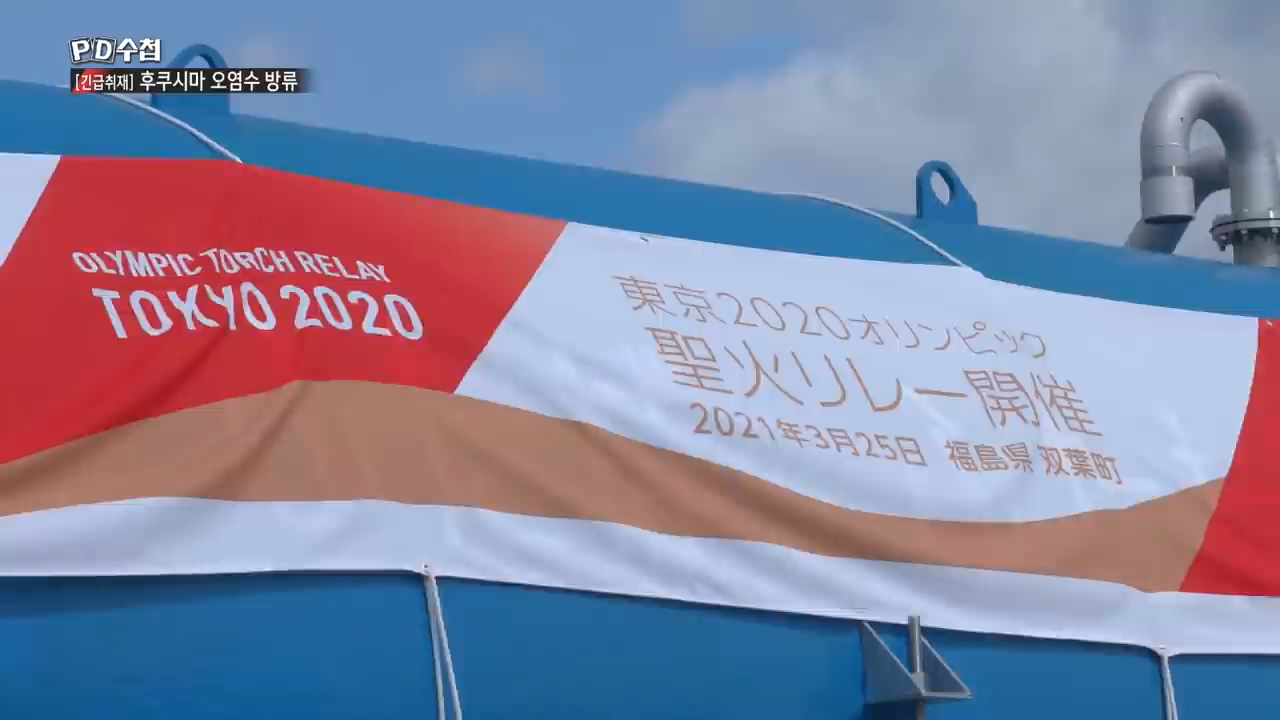 PD수첩
[긴급취재] 후쿠시마 오염수 방류
OLYMPIC TORCH RELAY
TOKYO 2020
東京2020オリンピック
聖火リレー開催
2021年3月25日 福島県 双葉町